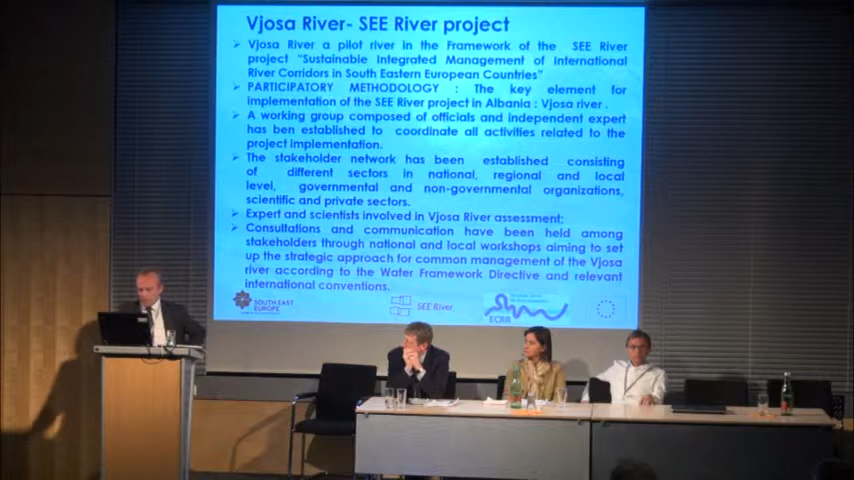 Vjosa River- SEE River project
Vjosa River a pilot river in the Framework of the SEE River
project "Sustainable Integrated Management of International
River Corridors in South Eastern European Countries"
PARTICIPATORY METHODOLOGY : The key element for
implementation of the SEE River project in Albania : Vjosa river .
A working group composed of officials and independent expert
has ben established to coordinate all activities related to the
project implementation.
The stakeholder network has been established consisting
of different sectors in national, regional and local
level, governmental and non-governmental organizations,
scientific and private sectors.
Expert and scientists involved in Vjosa River assessment;
Consultations and communication have been held among
stakeholders through national and local workshops aiming to set
up the strategic approach for common management of the Vjosa
river according to the Water Framework Directive and relevant
international conventions.
SOUTH EAST
EUROPE
SEE River
ECRR